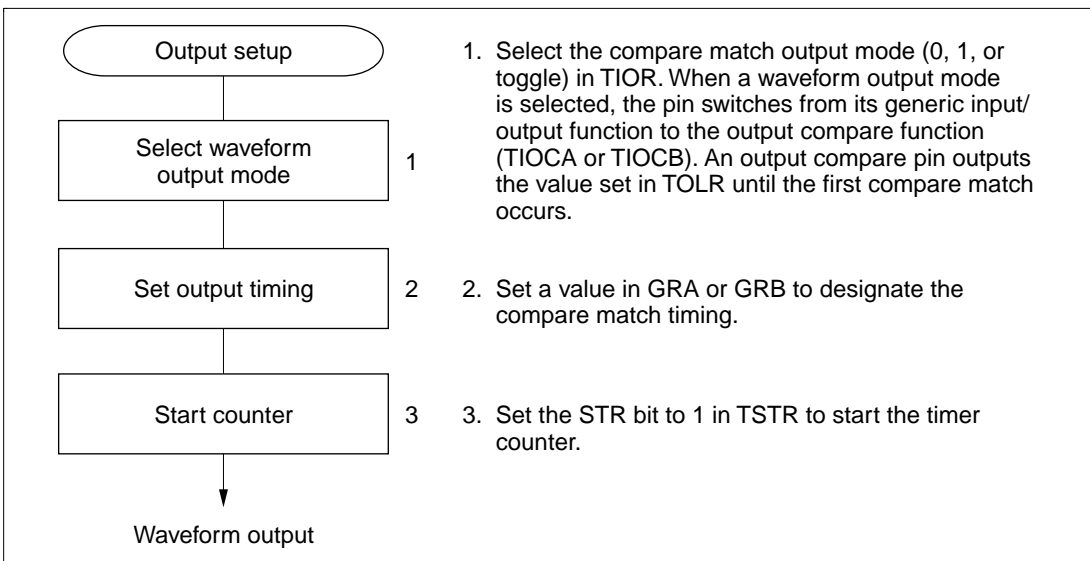 Output setup
Select waveform
output mode
1
Set output timing
2
Start counter
3
Waveform output
1. Select the compare match output mode (0, 1, or
toggle) in TIOR. When a waveform output mode
is selected, the pin switches from its generic input/
output function to the output compare function
(TIOCA or TIOCB). An output compare pin outputs
the value set in TOLR until the first compare match
occurs.
2. Set a value in GRA or GRB to designate the
compare match timing.
3. Set the STR bit to 1 in TSTR to start the timer
counter.